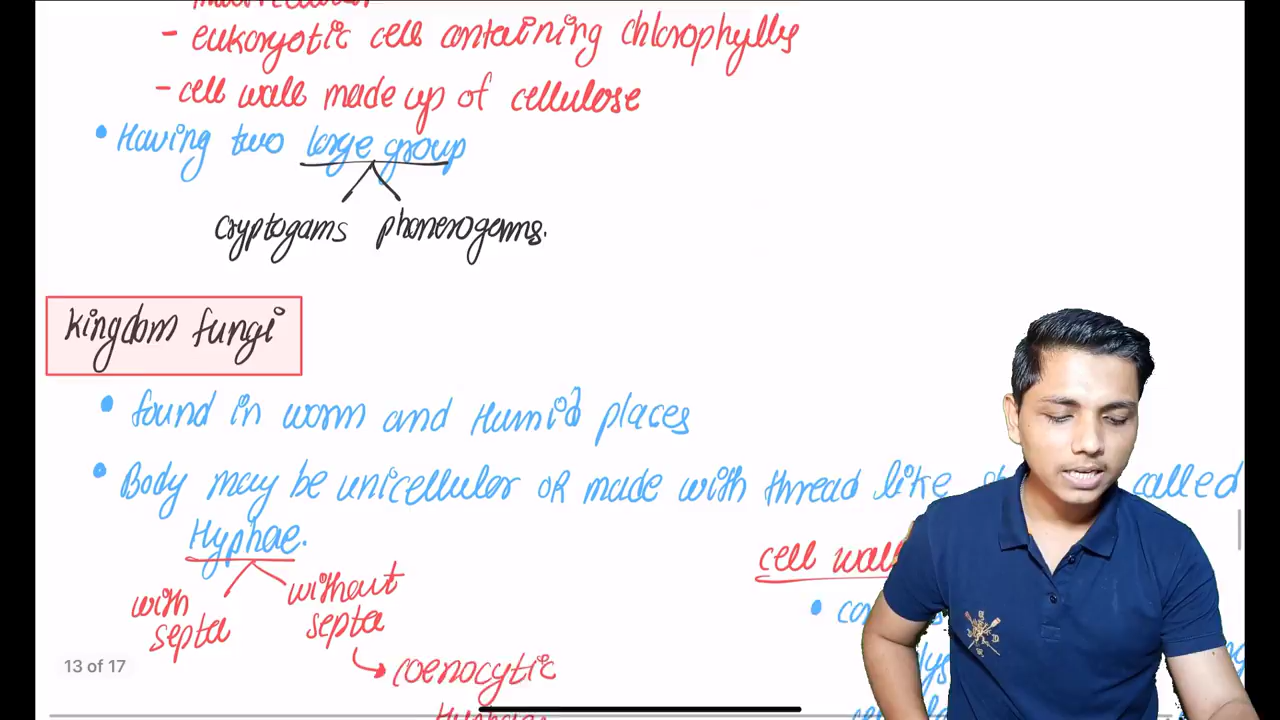 - eukaryotic cell containing chlorophylls
- cell wall made up of cellulose
• Having two large group
cryptogams phanerogams.
Kingdom fungi
• found in warm and Humid places
• Body may be unicellular OR made with thread like called
Hyphae.
with septa
without septa
coenocytic
cell wall
13 of 17